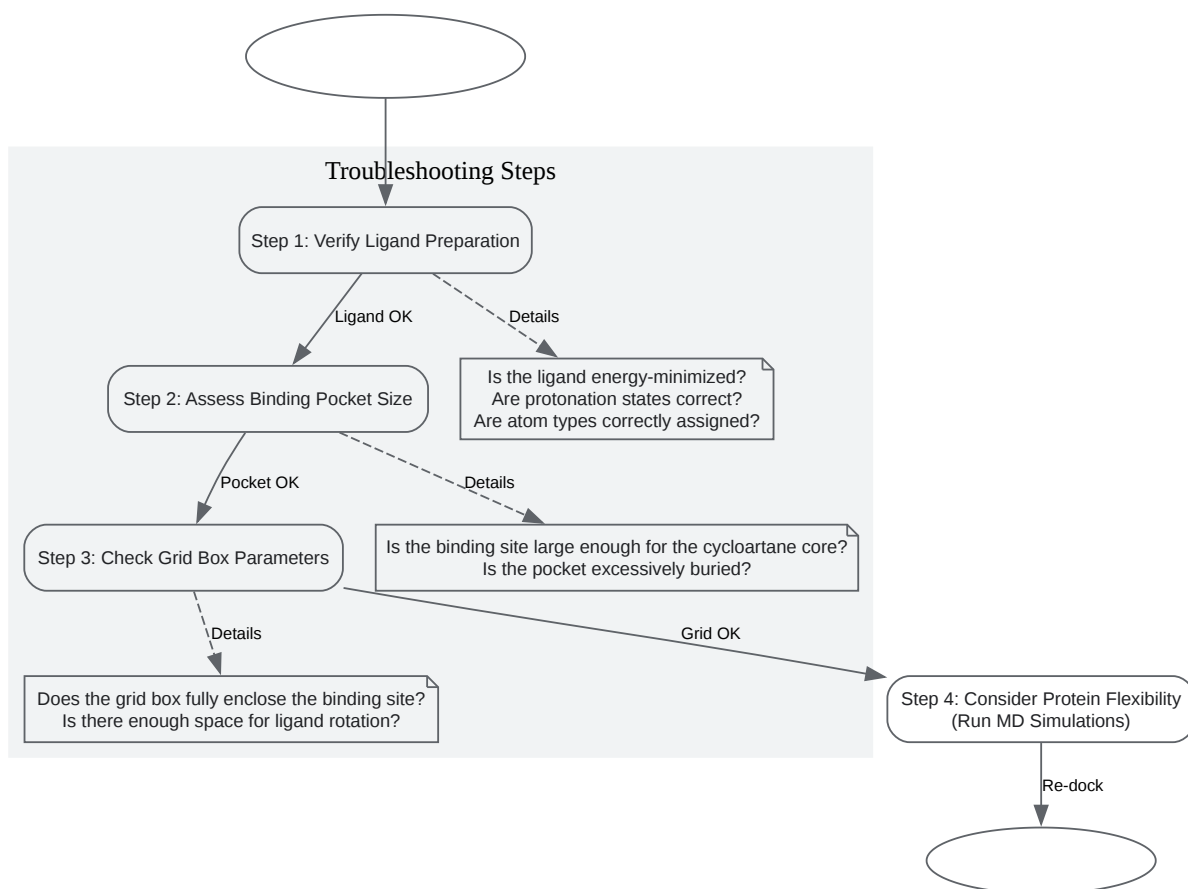 Troubleshooting Steps
Step 1: Verify Ligand Preparation
Ligand OK
Details
Is the ligand energy-minimized?
Are protonation states correct?
Are atom types correctly assigned?
Step 2: Assess Binding Pocket Size
Pocket OK
Details
Is the binding site large enough for the cycloartane core?
Is the pocket excessively buried?
Step 3: Check Grid Box Parameters
Details
Grid OK
Does the grid box fully enclose the binding site?
Is there enough space for ligand rotation?
Step 4: Consider Protein Flexibility
(Run MD Simulations)
Re-dock